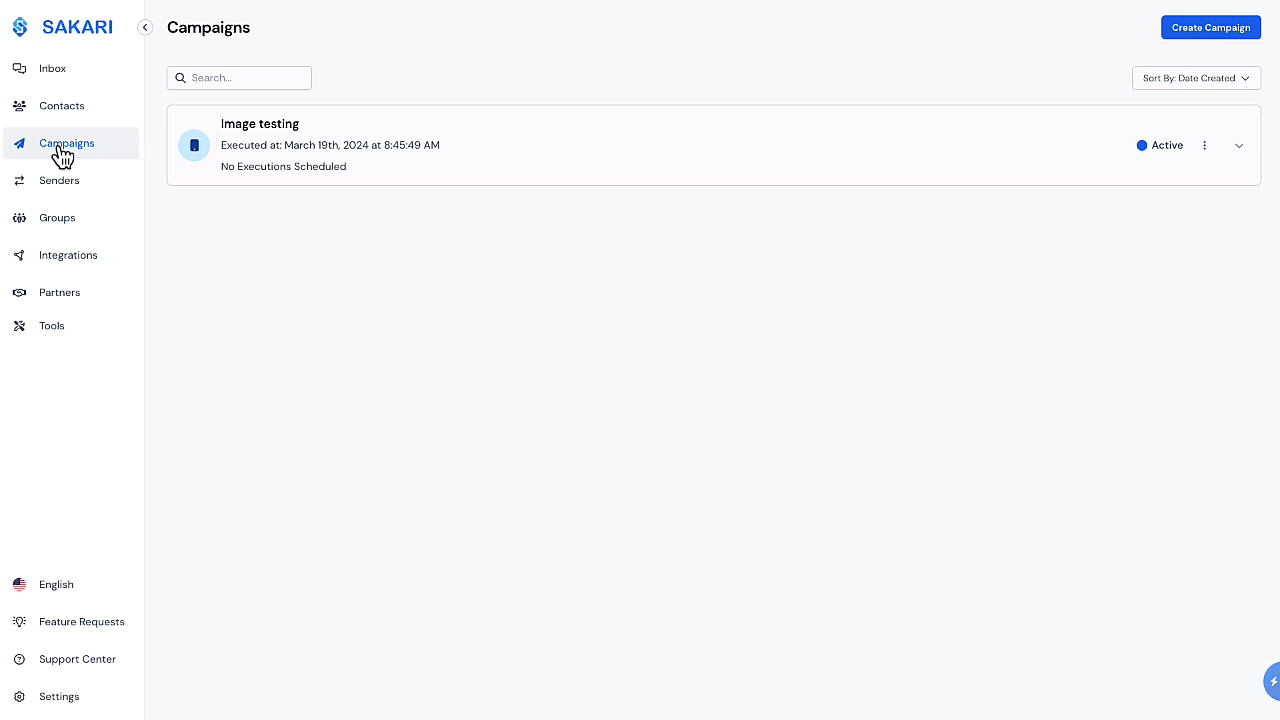 SAKARI
Inbox
Contacts
Campaigns
Senders
Groups
Integrations
Partners
Tools
English
Feature Requests
Support Center
Settings
Campaigns
Create Campaign
Search...
Sort By: Date Created
Image testing
Executed at: March 19th, 2024 at 8:45:49 AM
No Executions Scheduled
Active